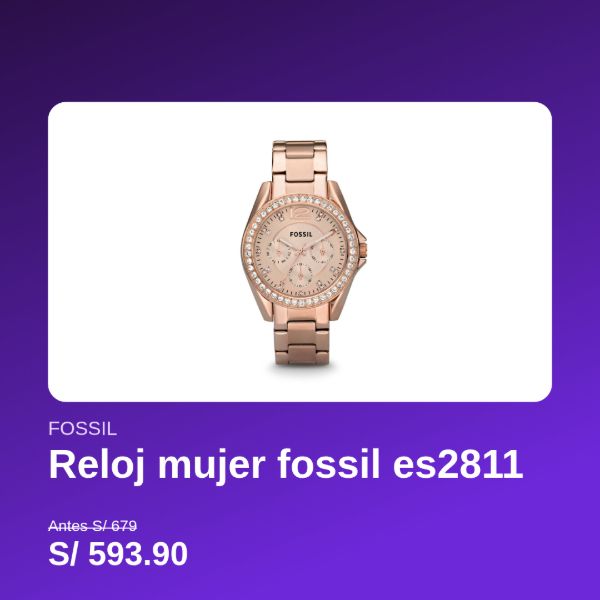 FOSSIL
FOSSIL
Reloj mujer fossil es2811
Antes S/ 679
S/ 593.90